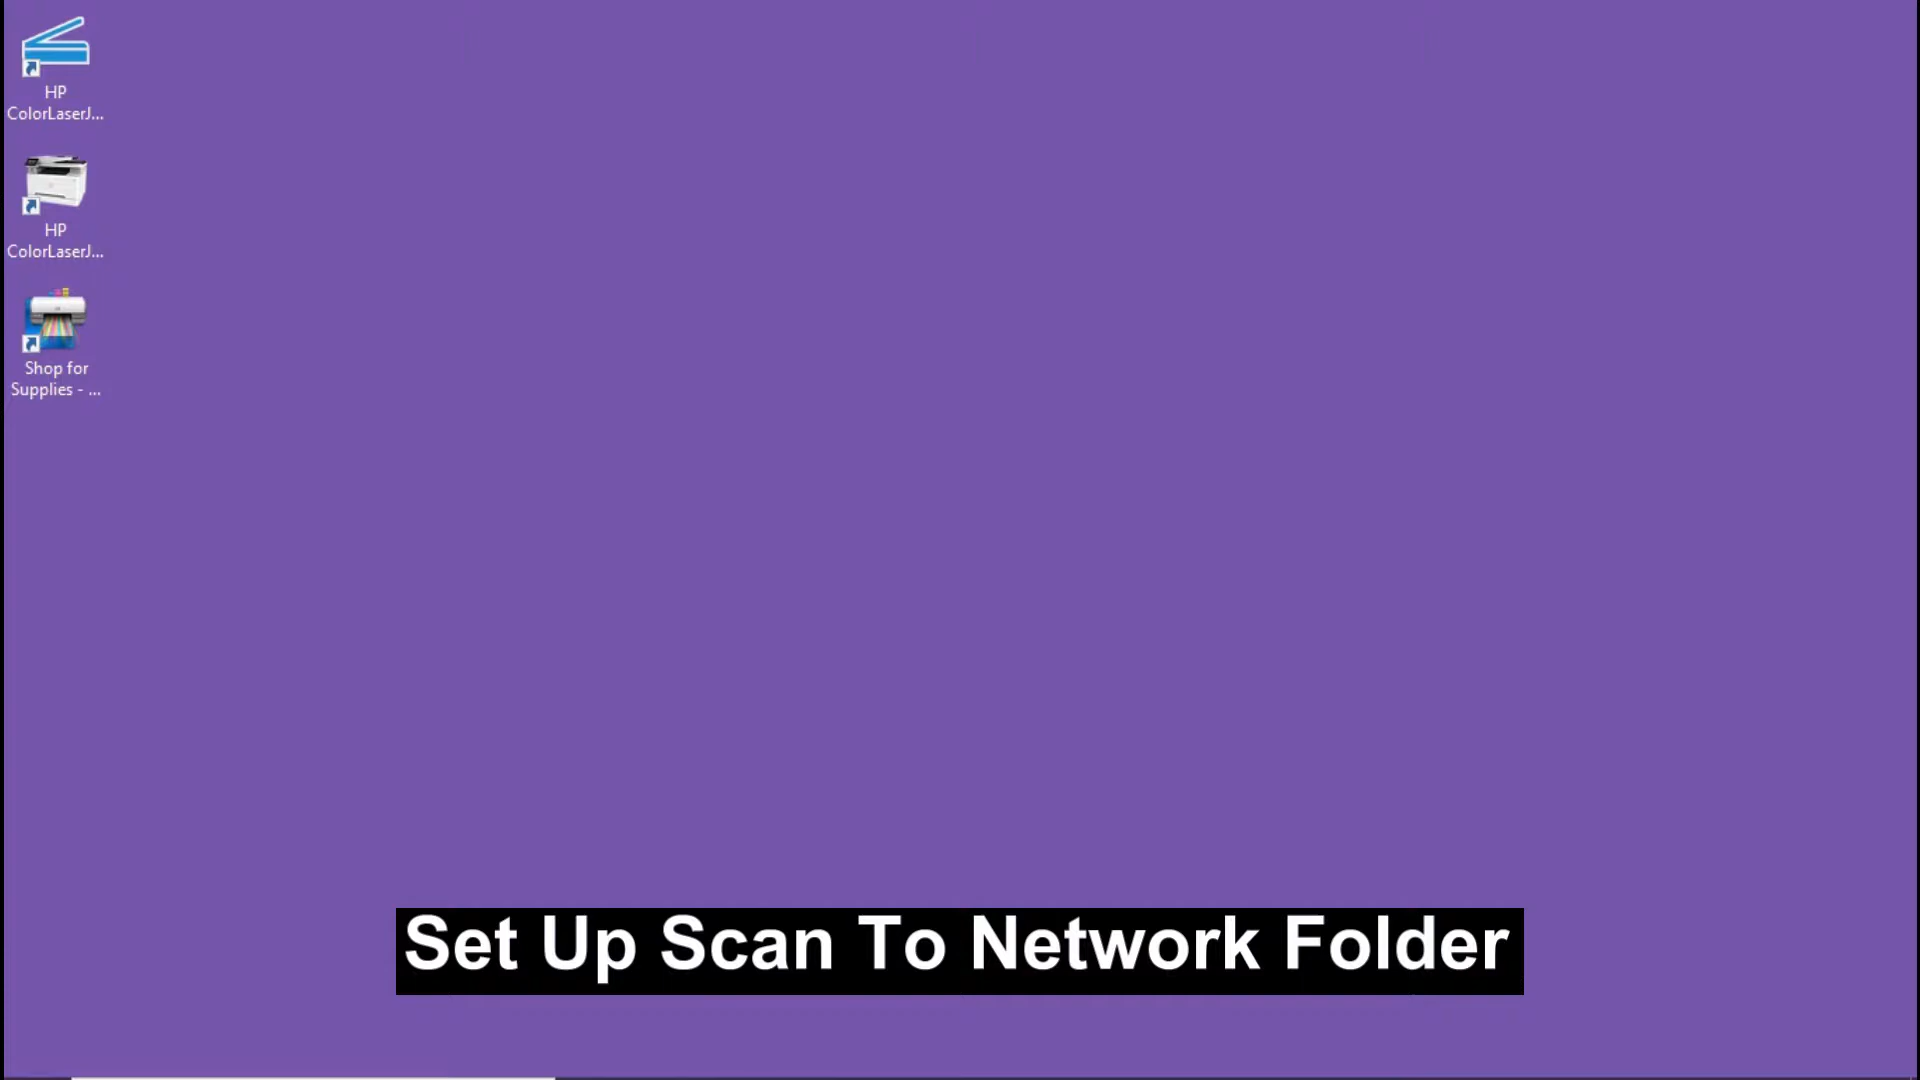 HP
ColorLaserJ...
HP
ColorLaserJ...
Shop for
Supplies - ...
Set Up Scan To Network Folder